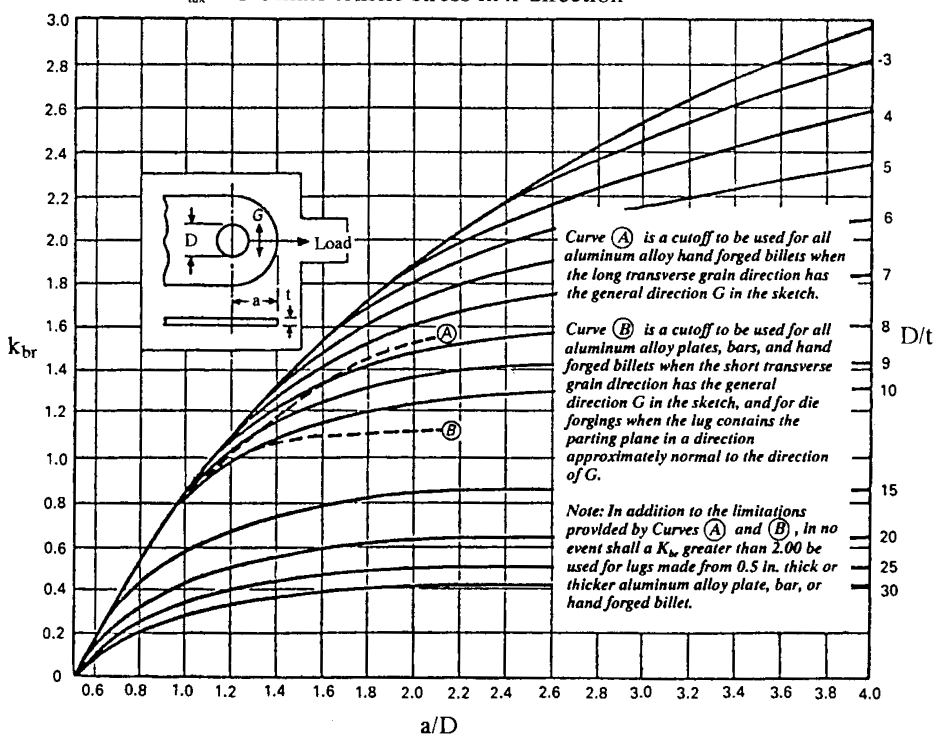 tux
3.0
2.8
2.6
2.4
2.2
2.0
1.8
1.6
1.4
1.2
1.0
0.8
0.6
0.4
0.2
0
k br
0.6 0.8 1.0 1.2 1.4 1.6 1.8 2.0 2.2 2.4 2.6 2.8 3.0 3.2 3.4 3.6 3.8 4.0
a/D
G
D
Load
a
t
A
B
Curve A is a cutoff to be used for all
aluminum alloy hand forged billets when
the long transverse grain direction has
the general direction G in the sketch.
Curve B is a cutoff to be used for all
aluminum alloy plates, bars, and hand
forged billets when the short transverse
grain direction has the general
direction G in the sketch, and for die
forgings when the lug contains the
parting plane in a direction
approximately normal to the direction
of G.
Note: In addition to the limitations
provided by Curves A and B, in no
event shall a Kbr greater than 2.00 be
used for lugs made from 0.5 in. thick or
thicker aluminum alloy plate, bar, or
hand forged billet.
3
4
5
6
7
8
9
10
15
20
25
30
D/t